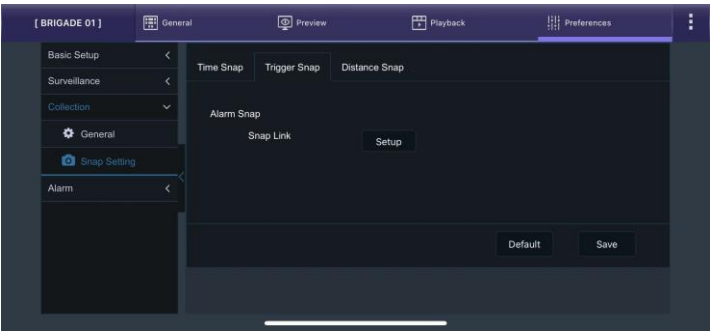 [ BRIGADE 01 ] General Preview Playback Preferences
Basic Setup
Surveillance
Collection
General
Snap Setting
Alarm
Time Snap Trigger Snap Distance Snap
Alarm Snap
Snap Link Setup
Default Save